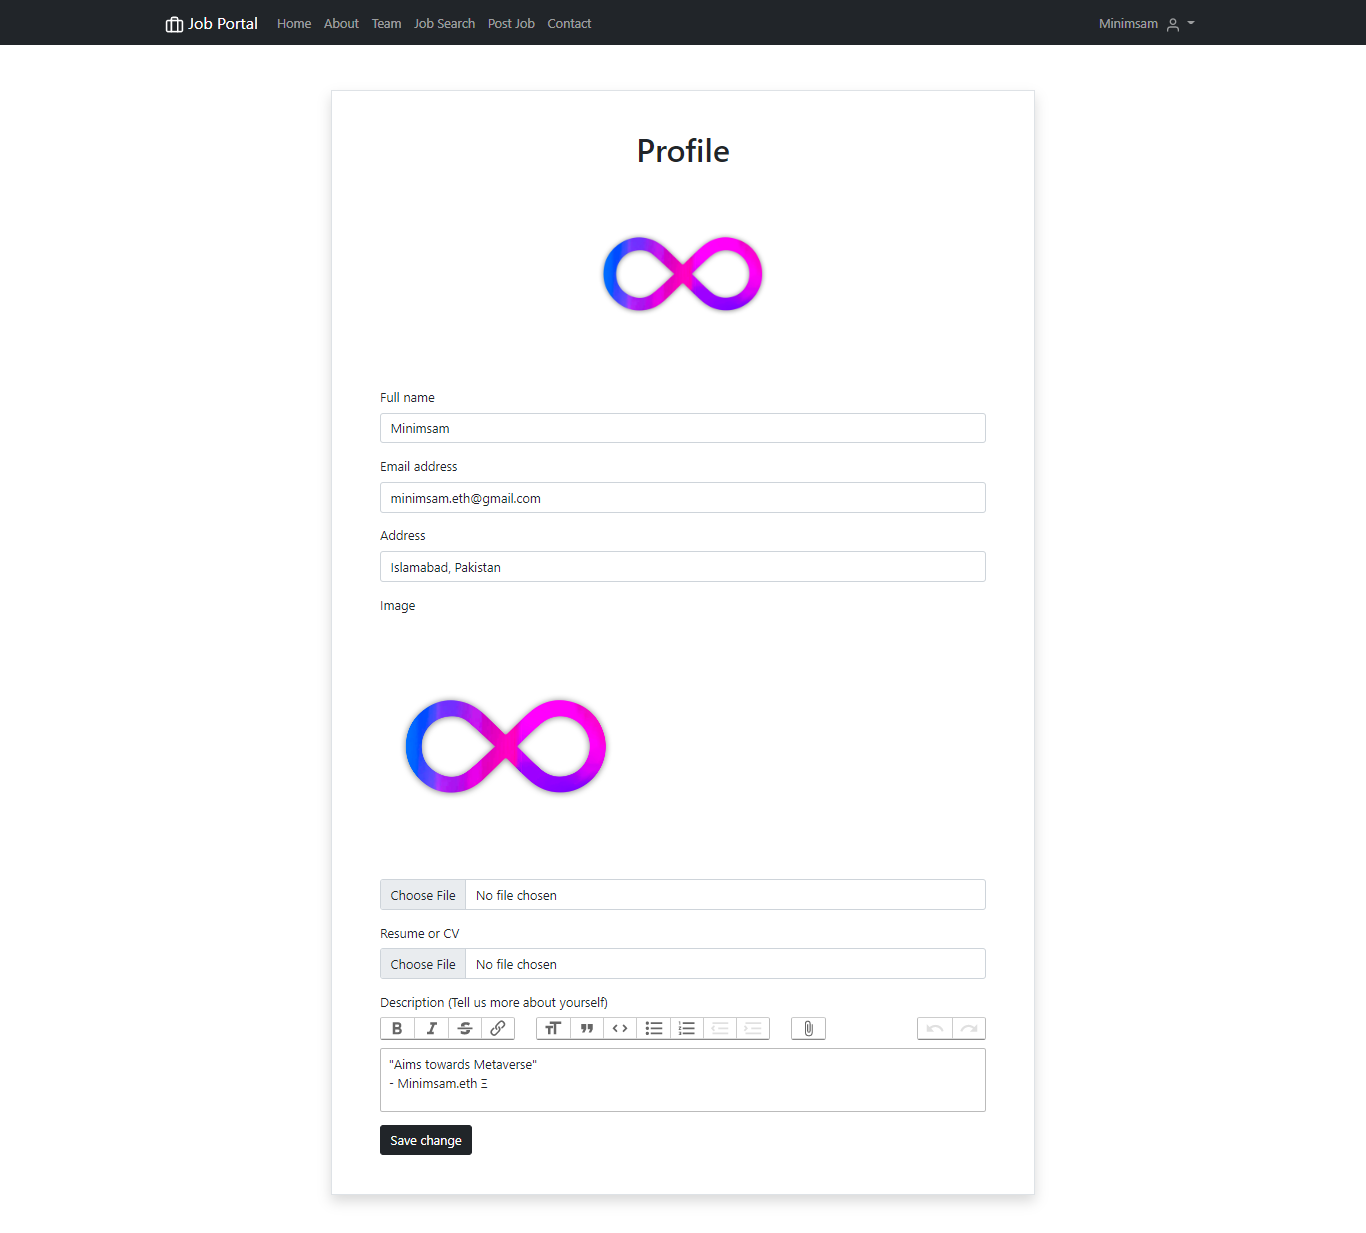 Job Portal Home About Team Job Search Post Job Contact Minimsam
Profile
Full name
Minimsam
Email address
minimsam.eth@gmail.com
Address
Islamabad, Pakistan
Image
Choose File No file chosen
Resume or CV
Choose File No file chosen
Description (Tell us more about yourself)
"Aims towards Metaverse"
- Minimsam.eth Ξ
Save change